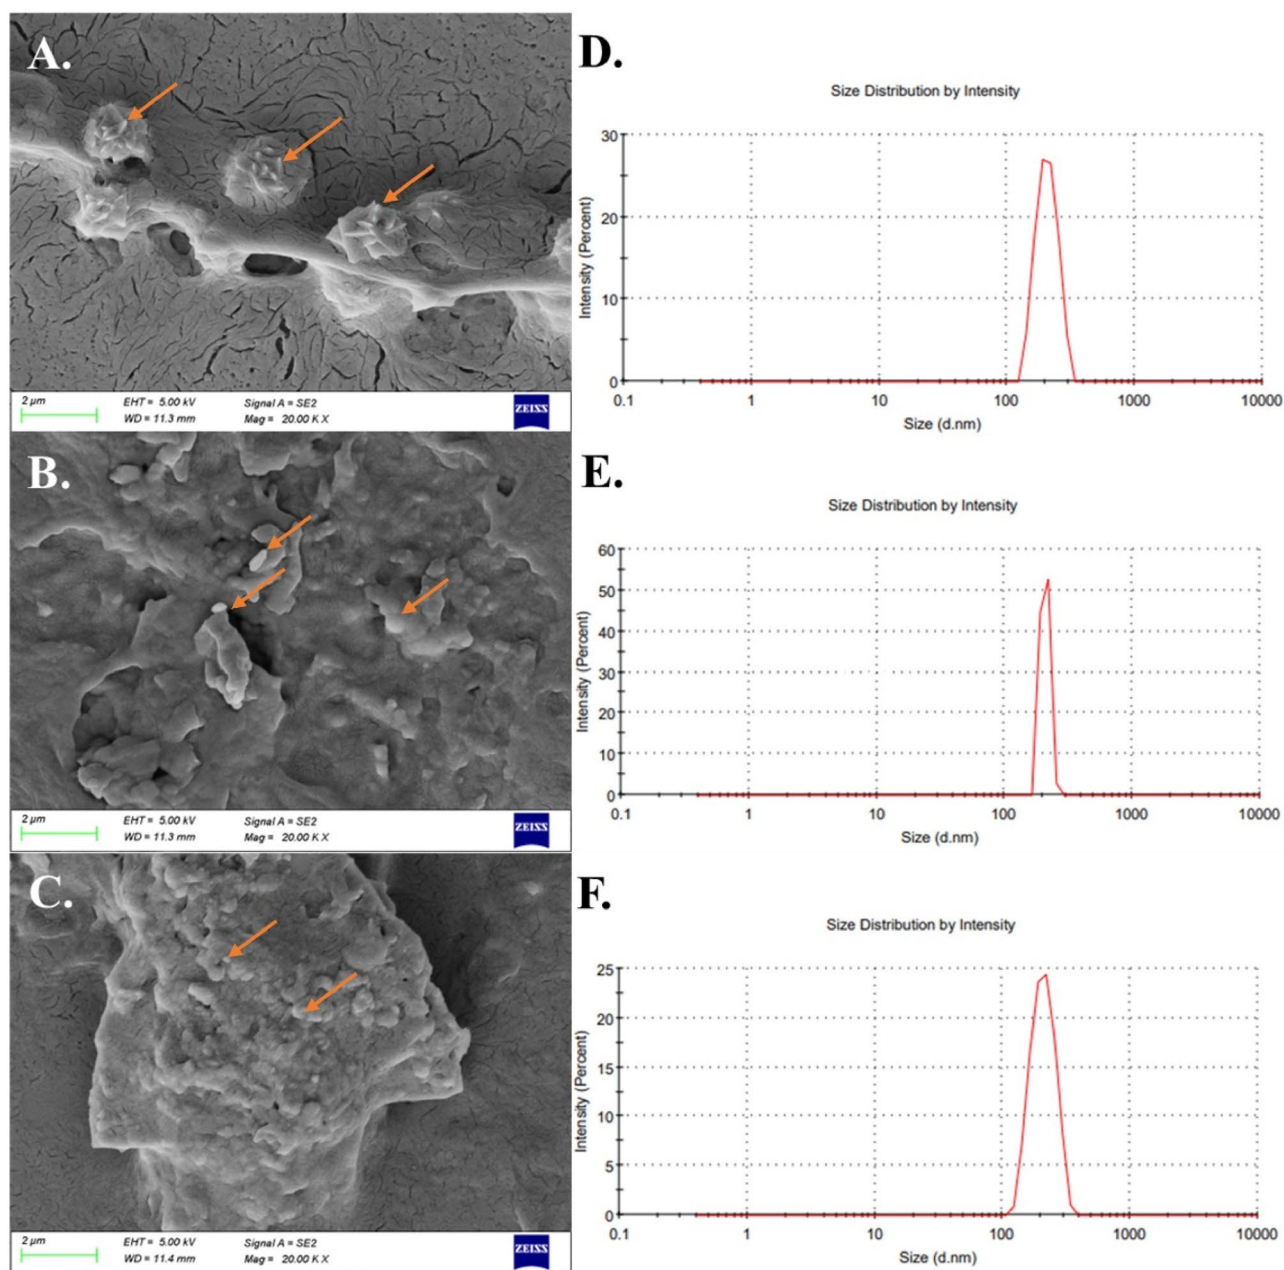 A.
2 µm
EHT = 5.00 kV
Signal A = SE2
WD = 11.3 mm
Mag = 20.00 K X
ZEISS
D.
Size Distribution by Intensity
Intensity (Percent)
30
20
10
0
0.1 1 10 100 1000 10000
Size (d.nm)
B.
2 µm
EHT = 5.00 kV
Signal A = SE2
WD = 11.3 mm
Mag = 20.00 K X
ZEISS
E.
Size Distribution by Intensity
Intensity (Percent)
60
50
40
30
20
10
0
0.1 1 10 100 1000 10000
Size (d.nm)
C.
2 µm
EHT = 5.00 kV
Signal A = SE2
WD = 11.4 mm
Mag = 20.00 K X
ZEISS
F.
Size Distribution by Intensity
Intensity (Percent)
25
20
15
10
5
0
0.1 1 10 100 1000 10000
Size (d.nm)